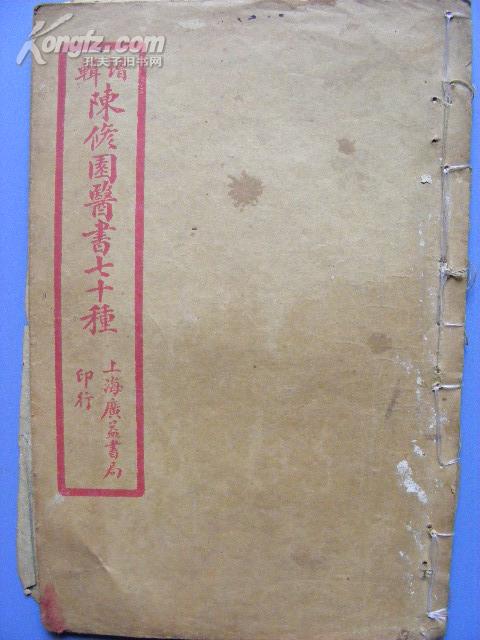 Kongfz.com
孔夫子旧书网
增輯
陳修園醫書七十種
上海廣益書局
印行